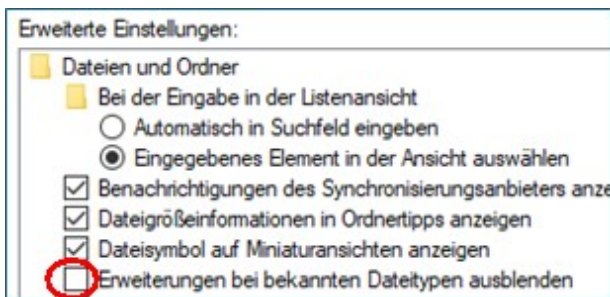 Erweiterte Einstellungen:
Dateien und Ordner
Bei der Eingabe in der Listenansicht
Automatisch in Suchfeld eingeben
Eingegebenes Element in der Ansicht auswählen
Benachrichtigungen des Synchronisierungsanbieters anze
Dateigrößeinformationen in Ordnertipps anzeigen
Dateisymbol auf Miniaturansichten anzeigen
Erweiterungen bei bekannten Dateitypen ausblenden